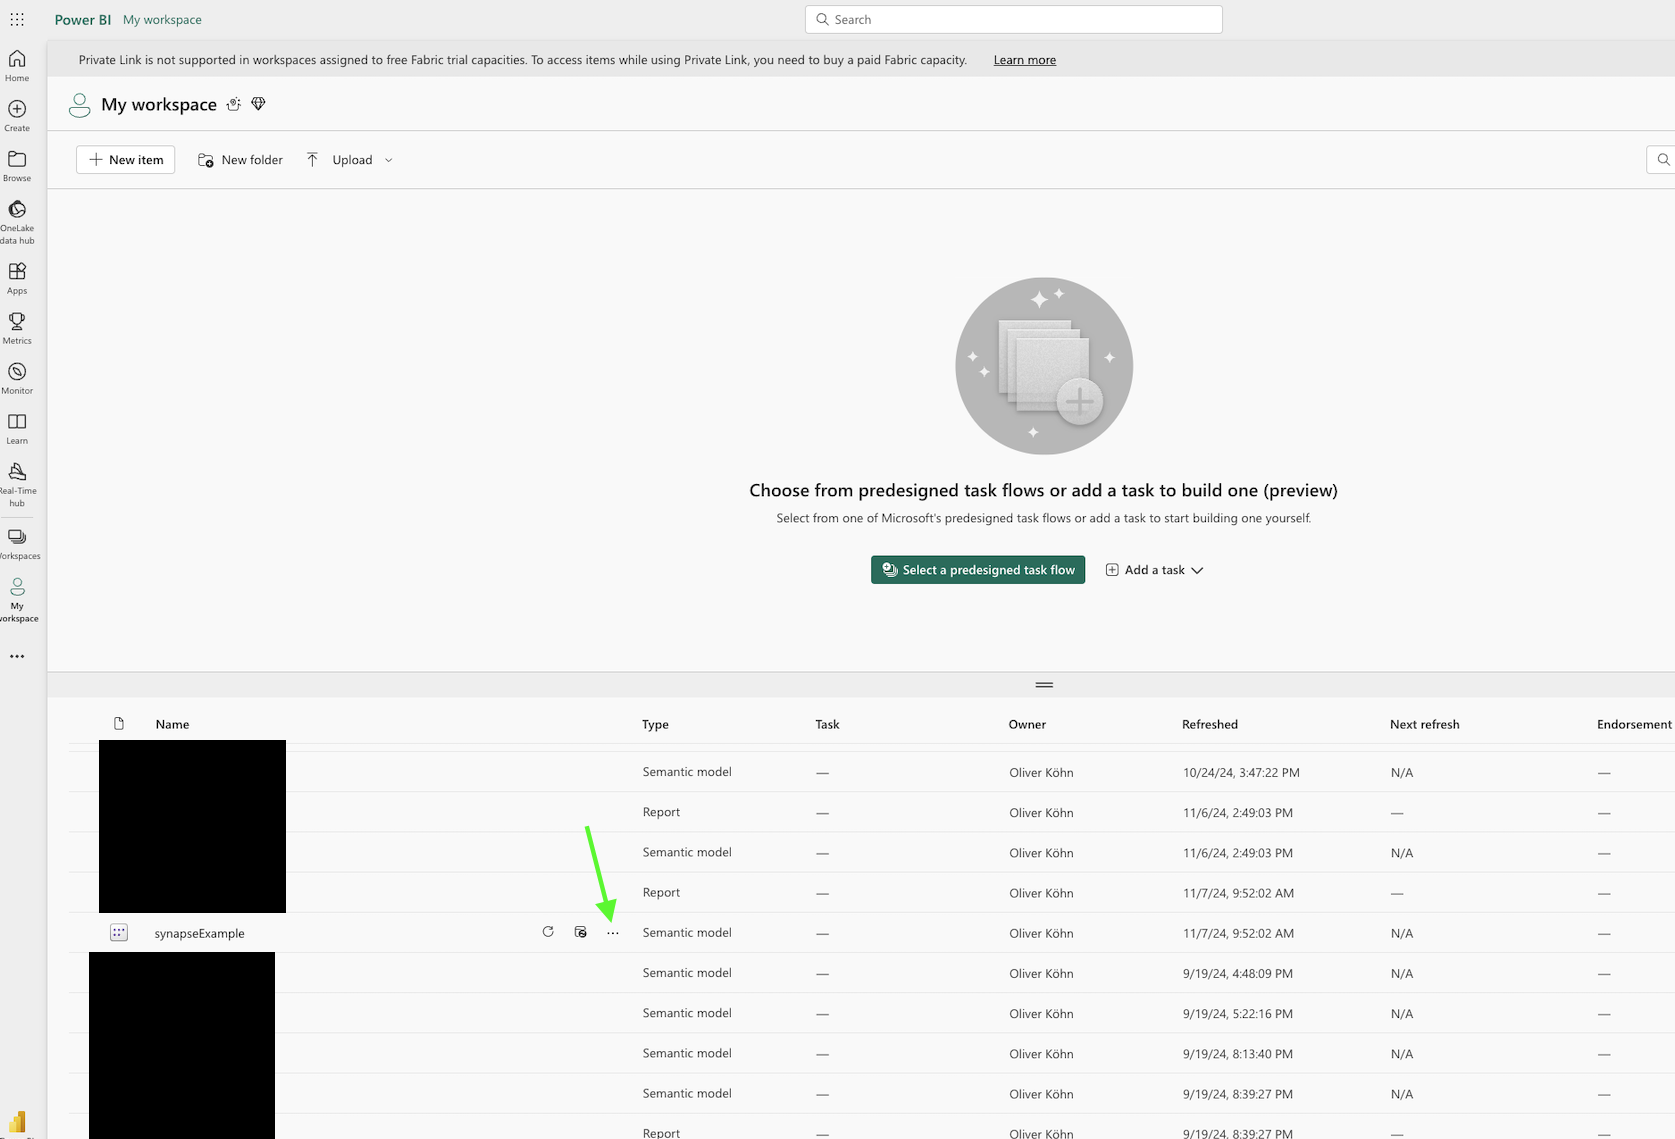 Power BI My workspace
Search
Private Link is not supported in workspaces assigned to free Fabric trial capacities. To access items while using Private Link, you need to buy a paid Fabric capacity. Learn more
My workspace
New item New folder Upload
Home
Create
Browse
OneLake
data hub
Apps
Metrics
Monitor
Learn
Real-Time
hub
orkspaces
My
workspace
Choose from predesigned task flows or add a task to build one (preview)
Select from one of Microsoft's predesigned task flows or add a task to start building one yourself.
Select a predesigned task flow Add a task
Name Type Task Owner Refreshed Next refresh Endorsement
Semantic model — Oliver Köhn 10/24/24, 3:47:22 PM N/A —
Report — Oliver Köhn 11/6/24, 2:49:03 PM — —
Semantic model — Oliver Köhn 11/6/24, 2:49:03 PM N/A —
Report — Oliver Köhn 11/7/24, 9:52:02 AM — —
synapseExample Semantic model — Oliver Köhn 11/7/24, 9:52:02 AM N/A —
Semantic model — Oliver Köhn 9/19/24, 4:48:09 PM N/A —
Semantic model — Oliver Köhn 9/19/24, 5:22:16 PM N/A —
Semantic model — Oliver Köhn 9/19/24, 8:13:40 PM N/A —
Semantic model — Oliver Köhn 9/19/24, 8:39:27 PM N/A —
Report — Oliver Köhn 9/19/24, 8:39:27 PM — —